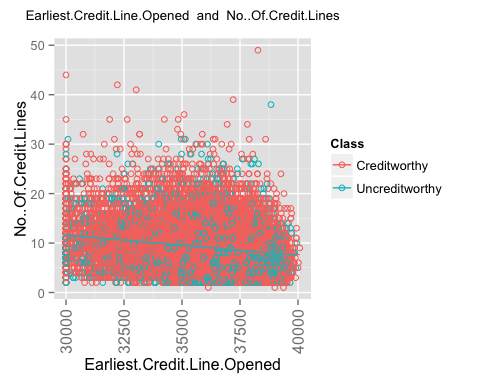 Earliest.Credit.Line.Opened and No..Of.Credit.Lines
No..Of.Credit.Lines
50
40
30
20
10
0
30000
32500
35000
37500
40000
Earliest.Credit.Line.Opened
Class
Creditworthy
Uncreditworthy